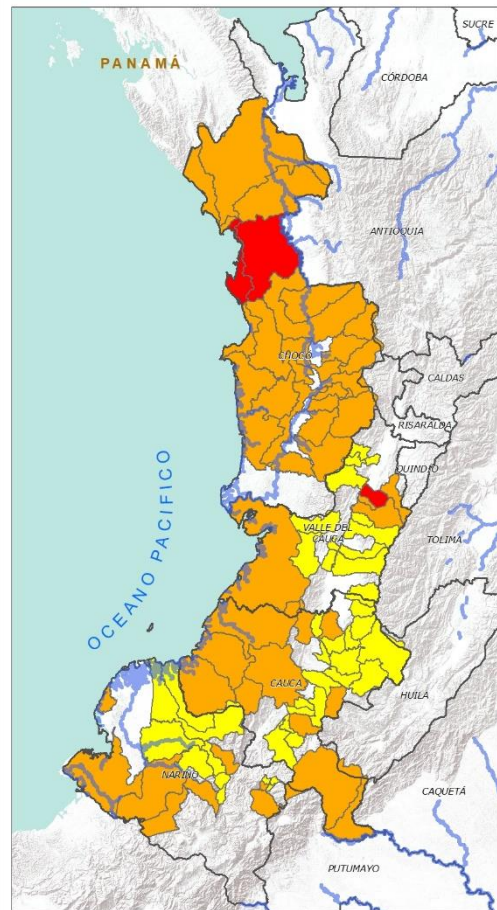 SUCRE
PANAMÁ
CÓRDOBA
ANTIOQUIA
CHOCÓ
CALDAS
RISARALDA
QUINDÍO
OCEANO PACIFICO
VALLE DEL
CAUCA
TOLIMA
CAUCA
HUILA
NARIÑO
CAQUETÁ
PUTUMAYO